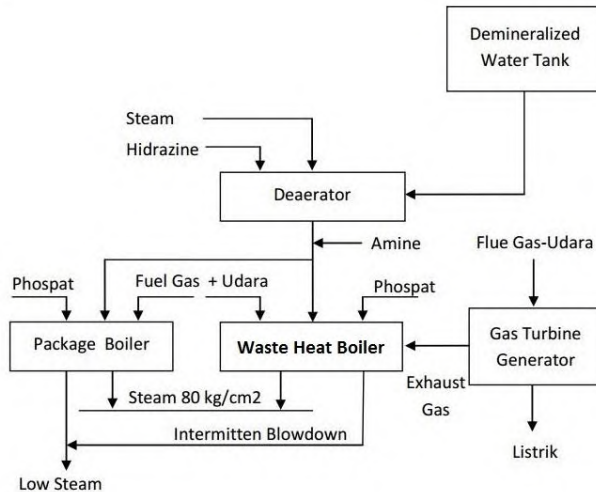 Demineralized
Water Tank
Steam
Hidrazine
Deaerator
Amine
Flue Gas-Udara
Phospat
Fuel Gas + Udara
Phospat
Package Boiler
Waste Heat Boiler
Gas Turbine
Generator
Exhaust
Gas
Steam 80 kg/cm2
Intermitten Blowdown
Listrik
Low Steam